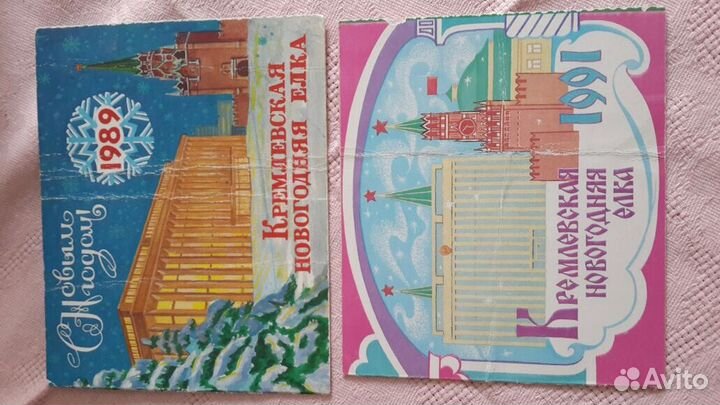 С Новым
годом!
1989
Кремлевская
новогодняя елка
1991
Кремлевская
новогодняя
елка
Avito